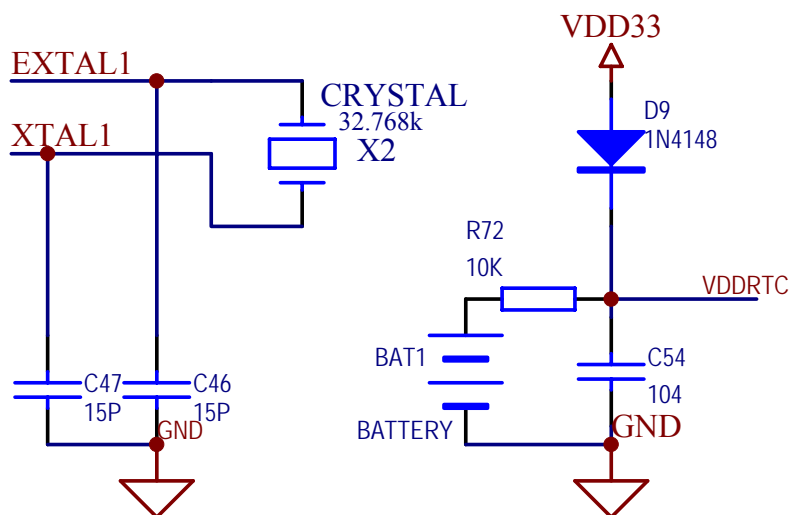 EXTAL1
XTAL1
CRYSTAL
32.768k
X2
C47
15P
C46
15P
GND
VDD33
D9
1N4148
R72
10K
VDDRTC
BAT1
BATTERY
C54
104
GND